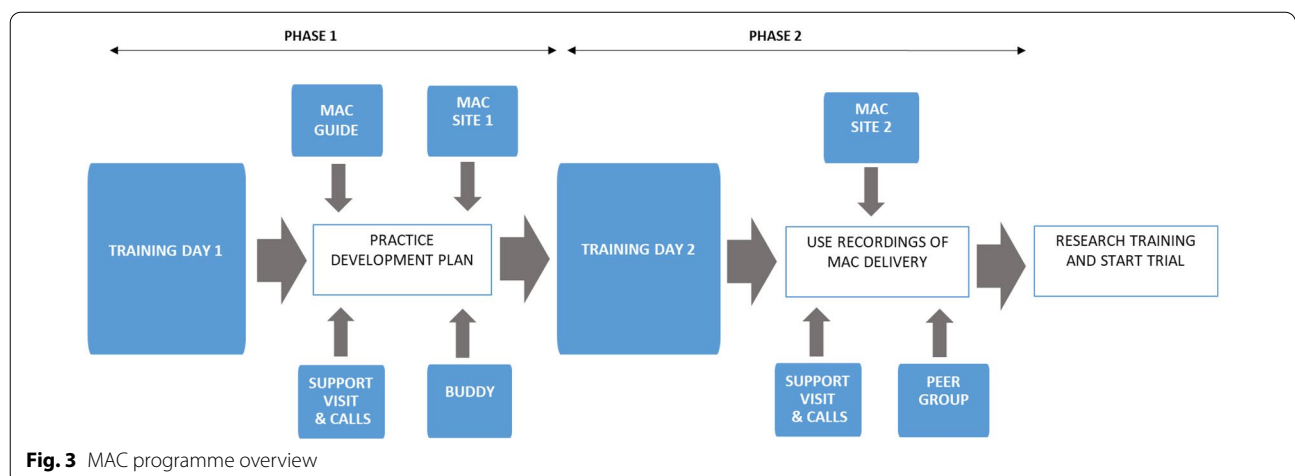 PHASE 1
PHASE 2
MAC
GUIDE
MAC
SITE 1
MAC
SITE 2
TRAINING DAY 1
PRACTICE
DEVELOPMENT PLAN
TRAINING DAY 2
USE RECORDINGS OF
MAC DELIVERY
RESEARCH TRAINING
AND START TRIAL
SUPPORT
VISIT
& CALLS
BUDDY
SUPPORT
VISIT
& CALLS
PEER
GROUP
Fig. 3 MAC programme overview